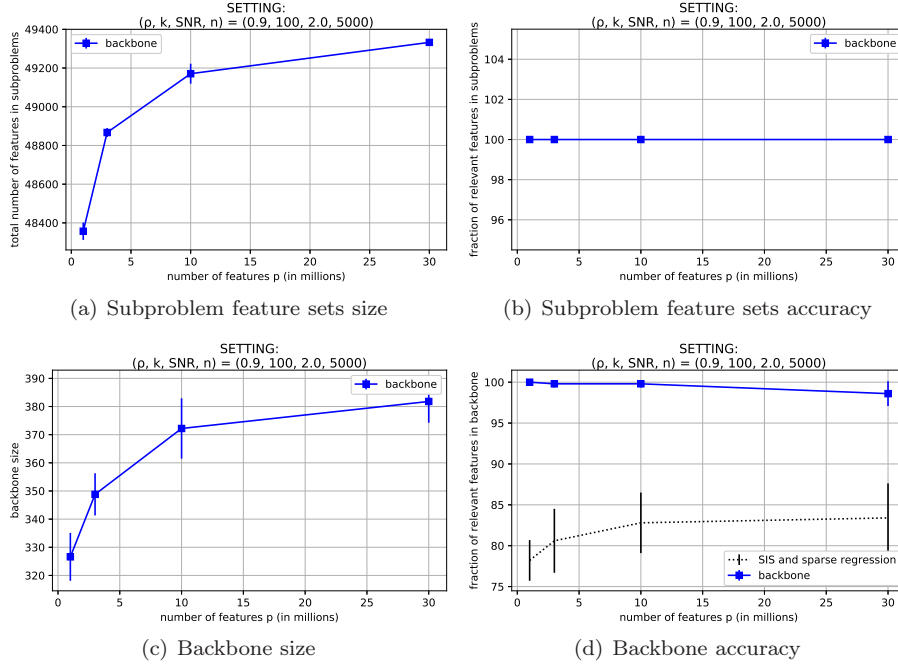 SETTING:
(ρ, k, SNR, n) = (0.9, 100, 2.0, 5000)
49400
49200
49000
48800
48600
48400
total number of features in subproblems
backbone
0 5 10 15 20 25 30
number of features p (in millions)
(a) Subproblem feature sets size
SETTING:
(ρ, k, SNR, n) = (0.9, 100, 2.0, 5000)
104
102
100
98
96
fraction of relevant features in subproblems
backbone
0 5 10 15 20 25 30
number of features p (in millions)
(b) Subproblem feature sets accuracy
SETTING:
(ρ, k, SNR, n) = (0.9, 100, 2.0, 5000)
390
380
370
360
350
340
330
320
backbone size
backbone
0 5 10 15 20 25 30
number of features p (in millions)
(c) Backbone size
SETTING:
(ρ, k, SNR, n) = (0.9, 100, 2.0, 5000)
100
95
90
85
80
75
fraction of relevant features in backbone
SIS and sparse regression
backbone
0 5 10 15 20 25 30
number of features p (in millions)
(d) Backbone accuracy